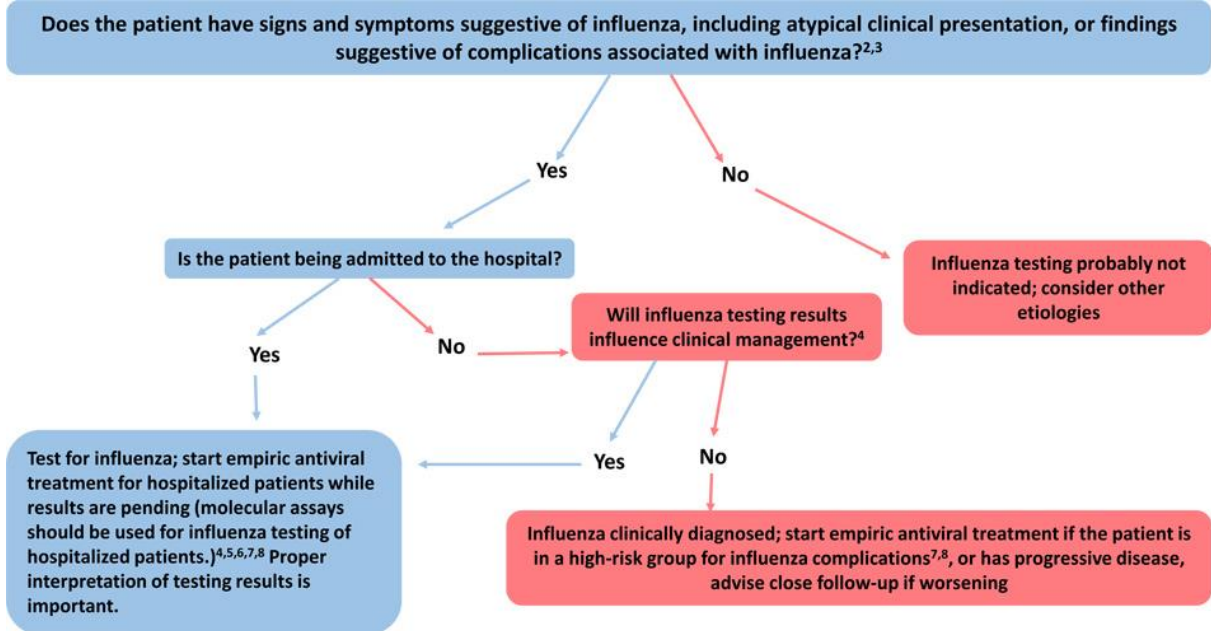 Does the patient have signs and symptoms suggestive of influenza, including atypical clinical presentation, or findings
suggestive of complications associated with influenza?2,3
Yes
No
Is the patient being admitted to the hospital?
Influenza testing probably not
indicated; consider other
etiologies
Will influenza testing results
influence clinical management?4
Yes
No
Yes
No
Test for influenza; start empiric antiviral
treatment for hospitalized patients while
results are pending (molecular assays
should be used for influenza testing of
hospitalized patients.)4,5,6,7,8 Proper
interpretation of testing results is
important.
Influenza clinically diagnosed; start empiric antiviral treatment if the patient is
in a high-risk group for influenza complications7,8, or has progressive disease,
advise close follow-up if worsening